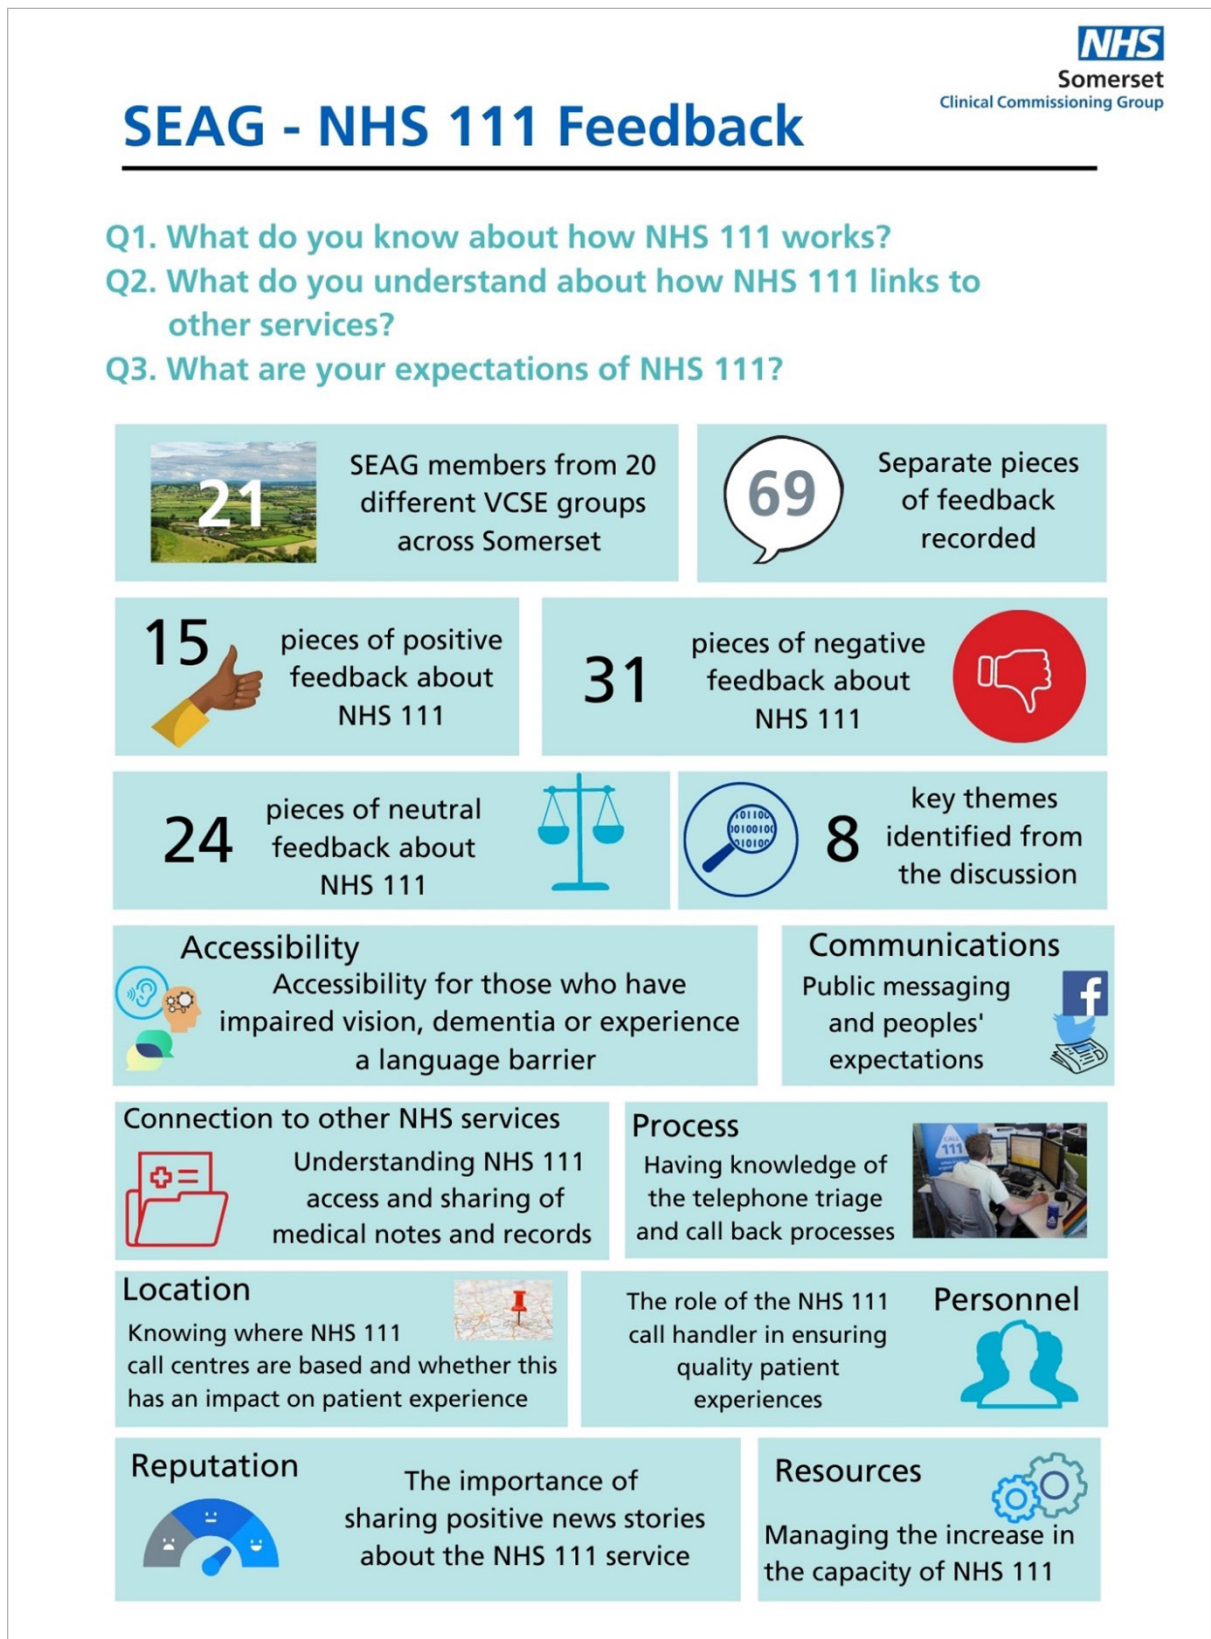 NHS
Somerset
Clinical Commissioning Group
SEAG - NHS 111 Feedback
Q1. What do you know about how NHS 111 works?
Q2. What do you understand about how NHS 111 links to
other services?
Q3. What are your expectations of NHS 111?
21
SEAG members from 20
different VCSE groups
across Somerset
69
Separate pieces
of feedback
recorded
15
pieces of positive
feedback about
NHS 111
31
pieces of negative
feedback about
NHS 111
24
pieces of neutral
feedback about
NHS 111
8
key themes
identified from
the discussion
Accessibility
Accessibility for those who have
impaired vision, dementia or experience
a language barrier
Communications
Public messaging
and peoples'
expectations
Connection to other NHS services
Understanding NHS 111
access and sharing of
medical notes and records
Process
Having knowledge of
the telephone triage
and call back processes
CALL
111
Location
Knowing where NHS 111
call centres are based and whether this
has an impact on patient experience
The role of the NHS 111
call handler in ensuring
quality patient
experiences
Personnel
Reputation
The importance of
sharing positive news stories
about the NHS 111 service
Resources
Managing the increase in
the capacity of NHS 111